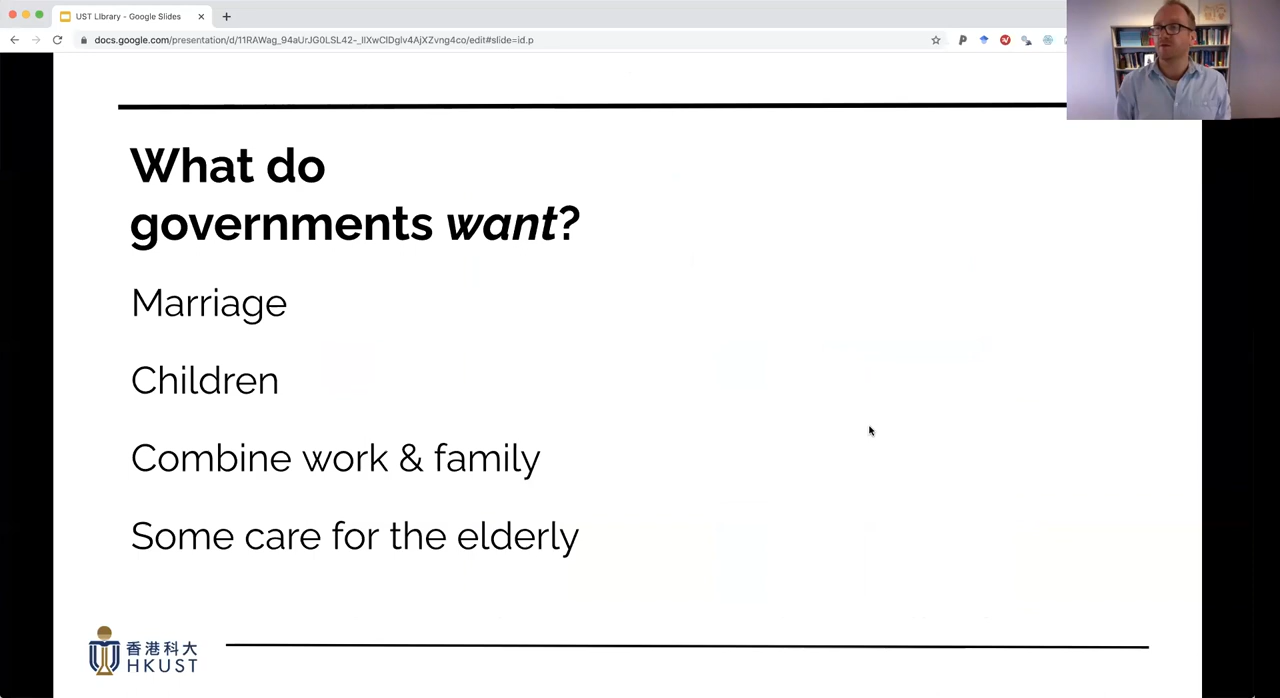 UST Library - Google Slides
docs.google.com/presentation/d/11RAWag_94aUrJG0LSL42-_IIXwClDglv4AjXZvng4co/edit#slide=id.p
What do
governments want?
Marriage
Children
Combine work & family
Some care for the elderly
香港科大
HKUST